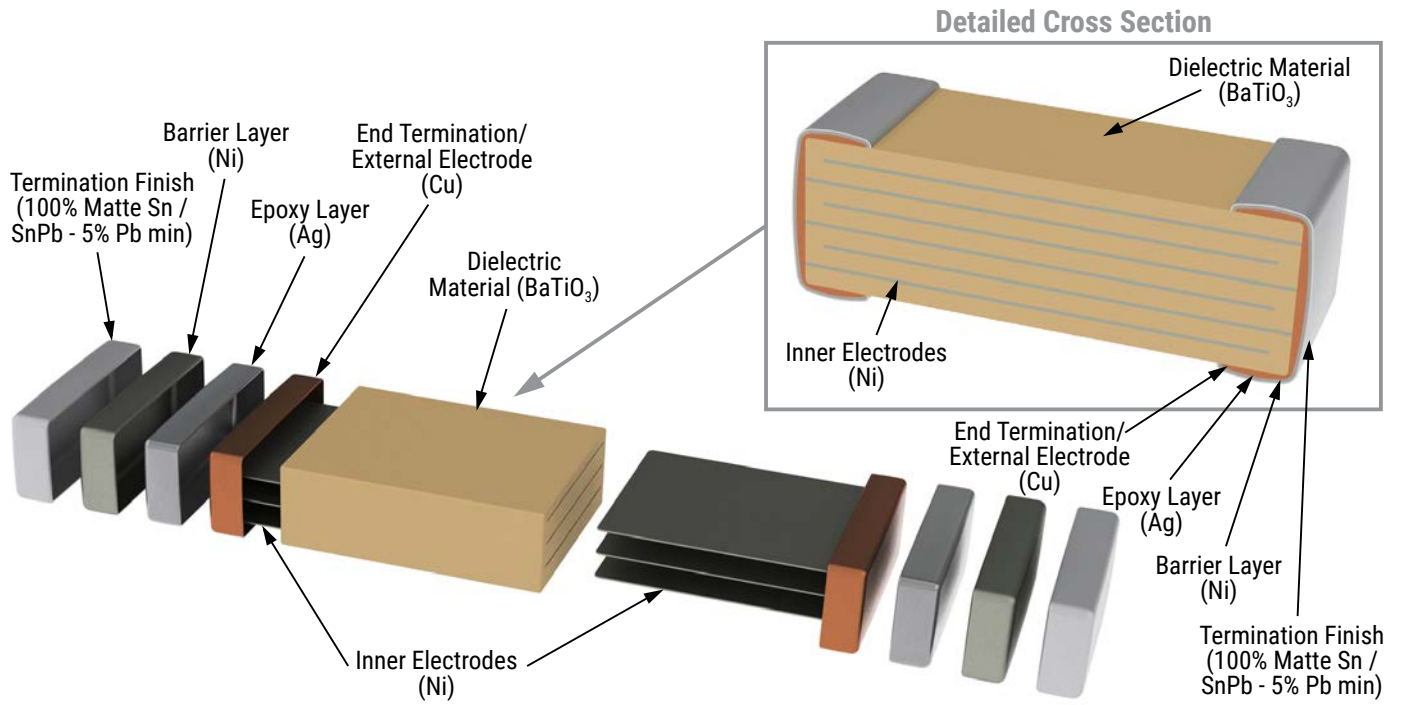 Detailed Cross Section
Dielectric Material
(BaTiO₃)
Inner Electrodes
(Ni)
End Termination/
External Electrode
(Cu)
Epoxy Layer
(Ag)
Barrier Layer
(Ni)
Termination Finish
(100% Matte Sn /
SnPb - 5% Pb min)
Termination Finish
(100% Matte Sn /
SnPb - 5% Pb min)
Barrier Layer
(Ni)
Epoxy Layer
(Ag)
End Termination/
External Electrode
(Cu)
Dielectric
Material (BaTiO₃)
Inner Electrodes
(Ni)